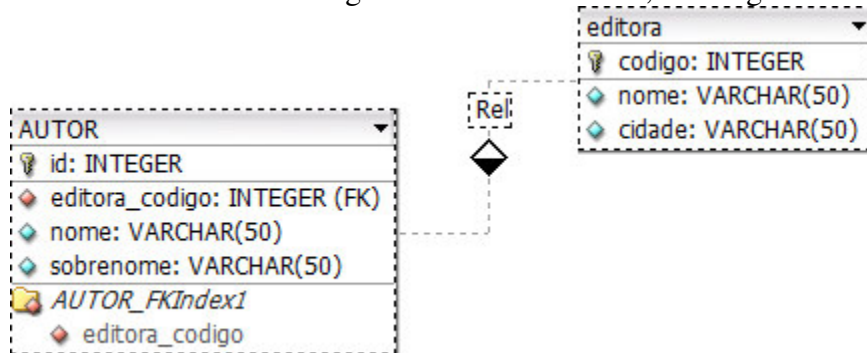 editora
codigo: INTEGER
nome: VARCHAR(50)
cidade: VARCHAR(50)
Rel
AUTOR
id: INTEGER
editora_codigo: INTEGER (FK)
nome: VARCHAR(50)
sobrenome: VARCHAR(50)
AUTOR_FKIndex1
editora_codigo